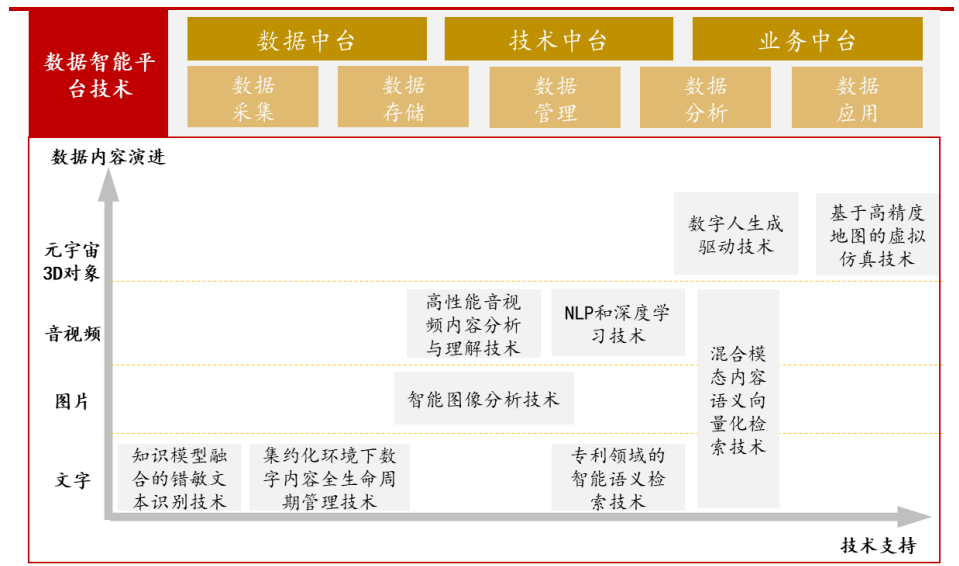 数据智能平
台技术
数据中台
技术中台
业务中台
数据
采集
数据
存储
数据
管理
数据
分析
数据
应用
数据内容演进
元宇宙
3D对象
数字人生成
驱动技术
基于高精度
地图的虚拟
仿真技术
音视频
高性能音视
频内容分析
与理解技术
NLP和深度学
习技术
混合模
态内容
语义向
量化检
索技术
图片
智能图像分析技术
文字
知识模型融
合的错敏文
本识别技术
集约化环境下数
字内容全生命周
期管理技术
专利领域的
智能语义检
索技术
技术支持